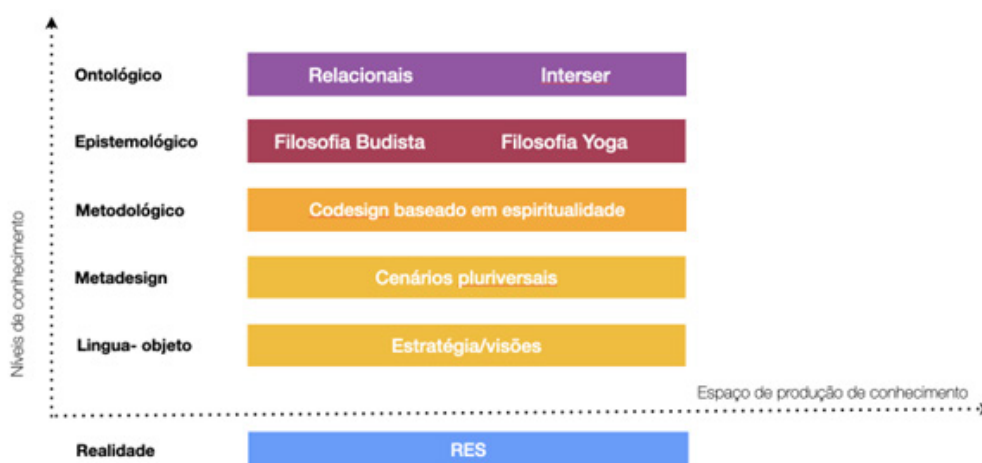 Ontológico Relacionais Interser
Epistemológico Filosofia Budista Filosofia Yoga
Metodológico Codesign baseado em espiritualidade
Metadesign Cenários pluriversais
Lingua- objeto Estratégia/visões
Níveis de conhecimento
Espaço de produção de conhecimento
Realidade RES